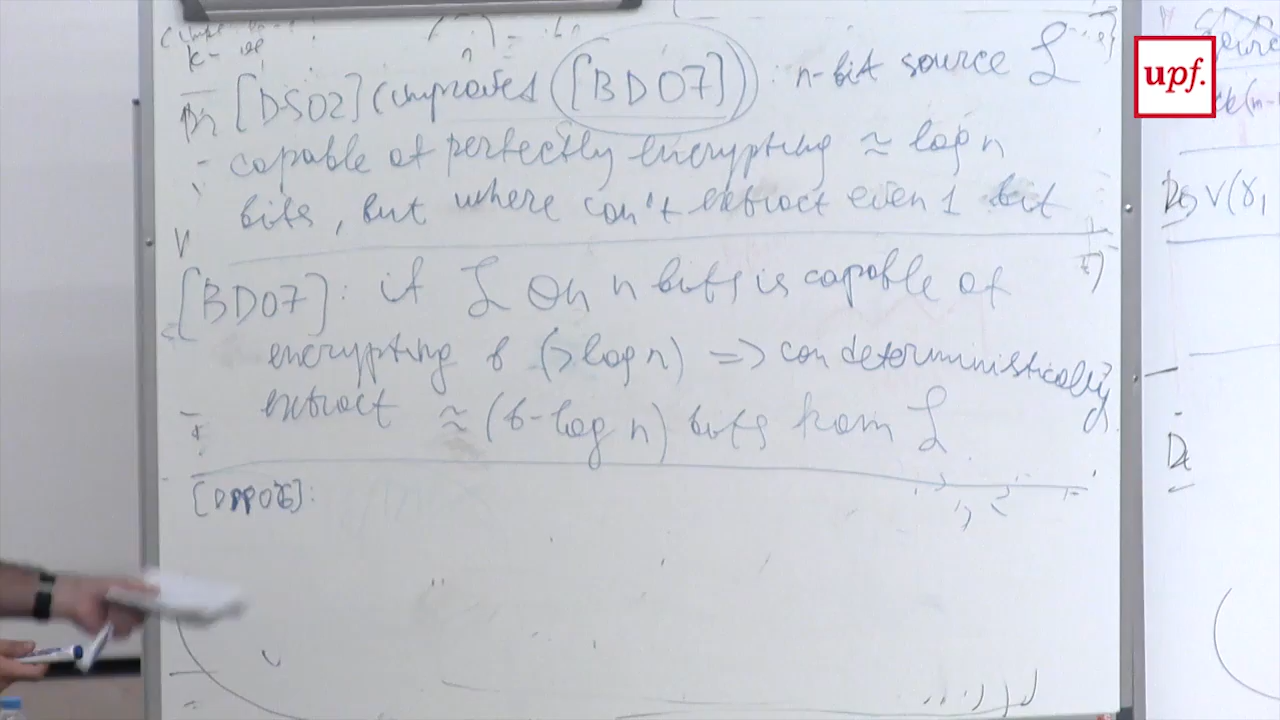 [DS02] (improves [BD07]) : n-bit source ℒ
capable of perfectly encrypting ≈ log n
bits, but where can't extract even 1 bit
[BD07]: if ℒ on n bits is capable of
encrypting b (>log n) => can deterministically
extract ≈ (b-log n) bits from ℒ
[DPP06]:
upf.
V(